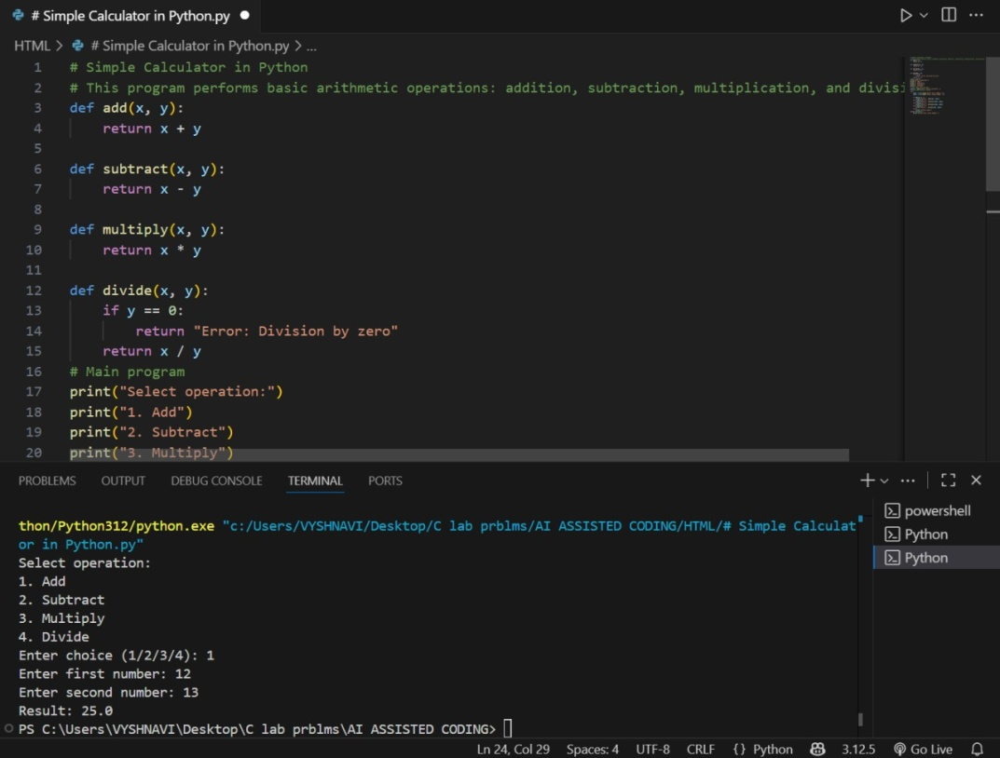 # Simple Calculator in Python.py ●
HTML > # Simple Calculator in Python.py > ...
1 # Simple Calculator in Python
2 # This program performs basic arithmetic operations: addition, subtraction, multiplication, and divisi
3 def add(x, y):
4 return x + y
5
6 def subtract(x, y):
7 return x - y
8
9 def multiply(x, y):
10 return x * y
11
12 def divide(x, y):
13 if y == 0:
14 return "Error: Division by zero"
15 return x / y
16 # Main program
17 print("Select operation:")
18 print("1. Add")
19 print("2. Subtract")
20 print("3. Multiply")
PROBLEMS OUTPUT DEBUG CONSOLE TERMINAL PORTS
thon/Python312/python.exe "c:/Users/VYSHNAVI/Desktop/C lab prblms/AI ASSISTED CODING/HTML/# Simple Calculat
or in Python.py"
Select operation:
1. Add
2. Subtract
3. Multiply
4. Divide
Enter choice (1/2/3/4): 1
Enter first number: 12
Enter second number: 13
Result: 25.0
PS C:\Users\VYSHNAVI\Desktop\C lab prblms\AI ASSISTED CODING>
powershell
Python
Python
Ln 24, Col 29 Spaces: 4 UTF-8 CRLF {} Python 3.12.5 Go Live